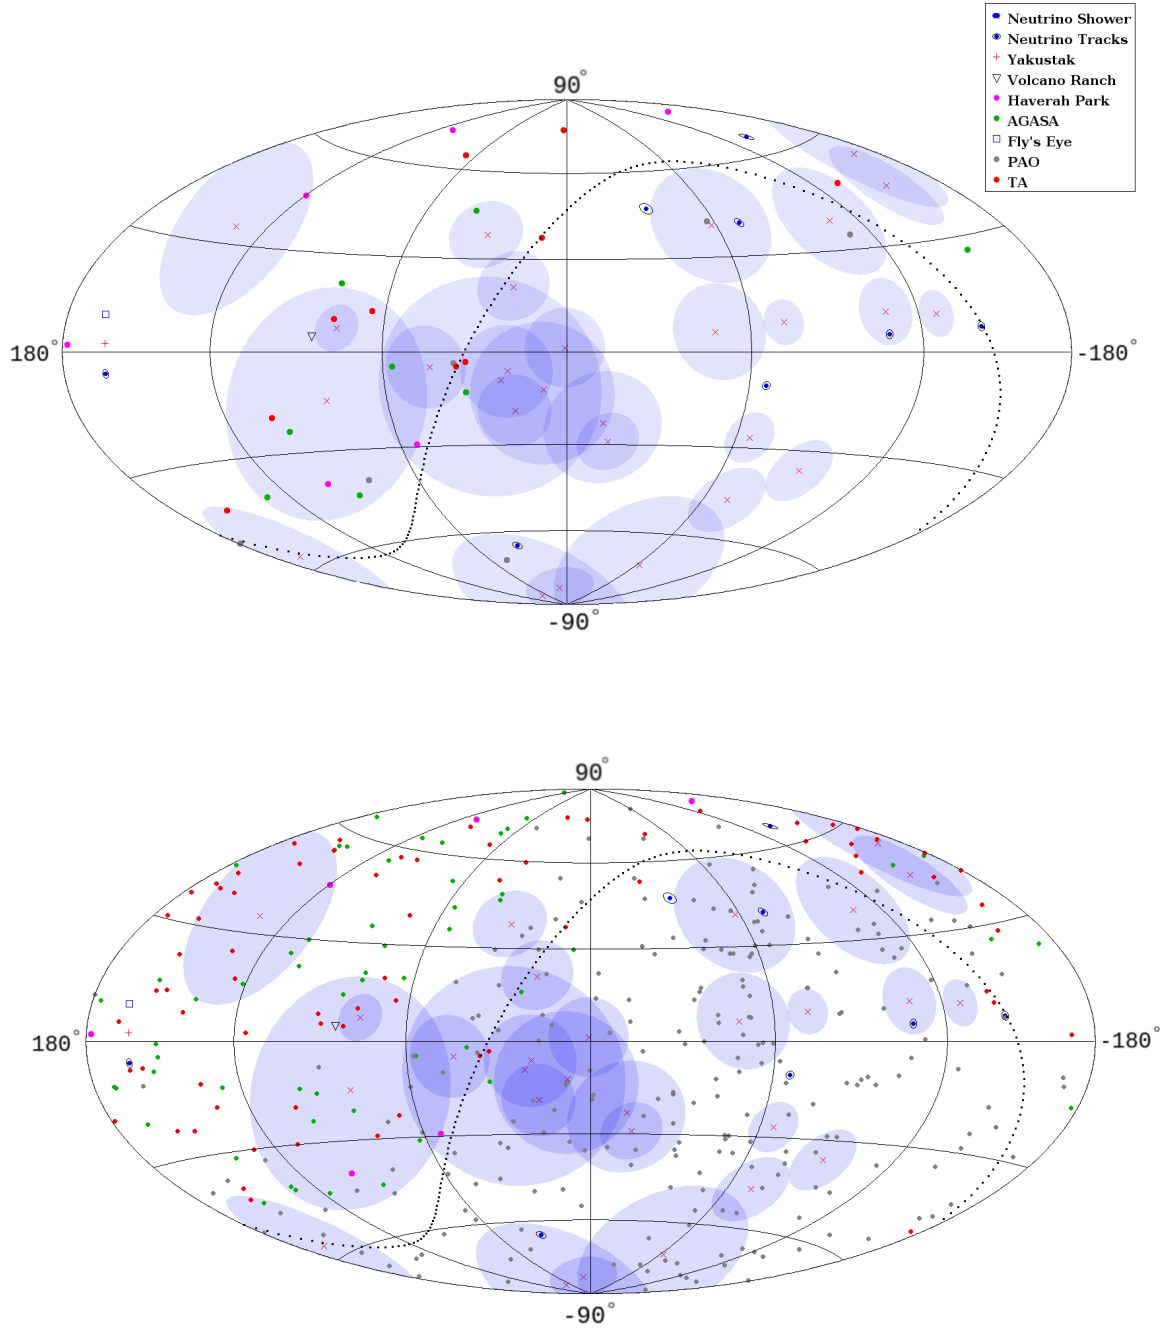 Neutrino Shower
Neutrino Tracks
Yakustak
Volcano Ranch
Haverah Park
AGASA
Fly's Eye
PAO
TA
90°
180°
-180°
-90°
90°
180°
-180°
-90°